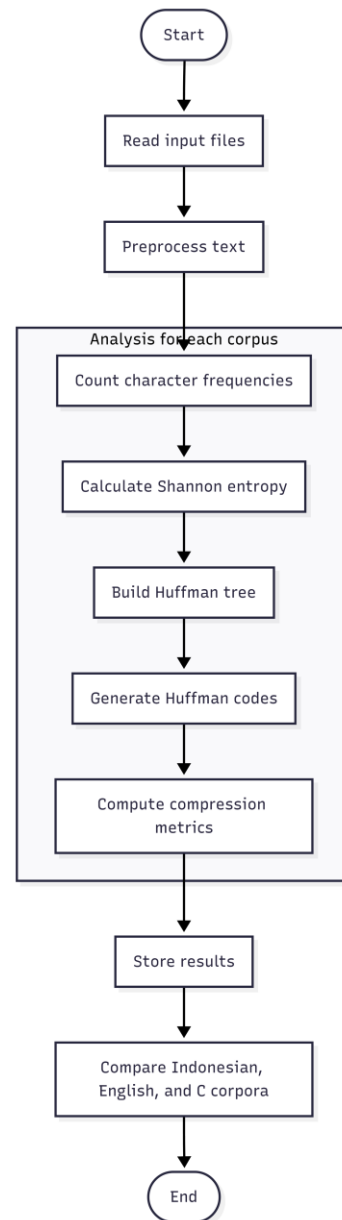 Start
Read input files
Preprocess text
Analysis for each corpus
Count character frequencies
Calculate Shannon entropy
Build Huffman tree
Generate Huffman codes
Compute compression
metrics
Store results
Compare Indonesian,
English, and C corpora
End